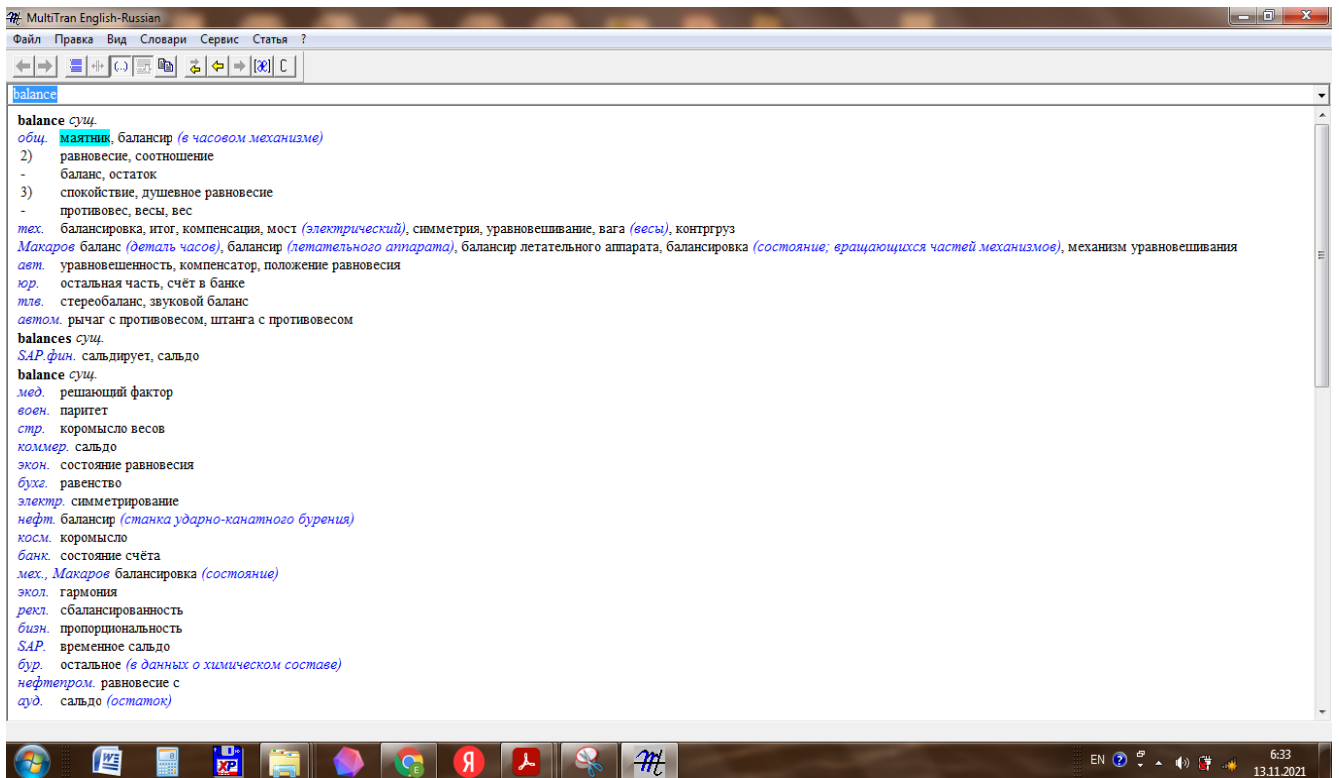 MultiTran English-Russian
Файл Правка Вид Словари Сервис Статья ?
balance
balance сущ.
общ. маятник, балансир (в часовом механизме)
2) равновесие, соотношение
- баланс, остаток
3) спокойствие, душевное равновесие
- противовес, весы, вес
тех. балансировка, итог, компенсация, мост (электрический), симметрия, уравновешивание, вага (весы), контргруз
Макаров баланс (деталь часов), балансир (летательного аппарата), балансир летательного аппарата, балансировка (состояние; вращающихся частей механизмов), механизм уравновешивания
авт. уравновешенность, компенсатор, положение равновесия
юр. остальная часть, счёт в банке
тлв. стереобаланс, звуковой баланс
автом. рычаг с противовесом, штанга с противовесом
balances сущ.
SAP.фин. сальдирует, сальдо
balance сущ.
мед. решающий фактор
воен. паритет
стр. коромысло весов
коммер. сальдо
экон. состояние равновесия
бухг. равенство
электр. симметрирование
нефт. балансир (станка ударно-канатного бурения)
косм. коромысло
банк. состояние счёта
мех., Макаров балансировка (состояние)
экол. гармония
рекл. сбалансированность
бизн. пропорциональность
SAP. временное сальдо
бур. остальное (в данных о химическом составе)
нефтепром. равновесие с
ауд. сальдо (остаток)
XP
EN 6:33
13.11.2021